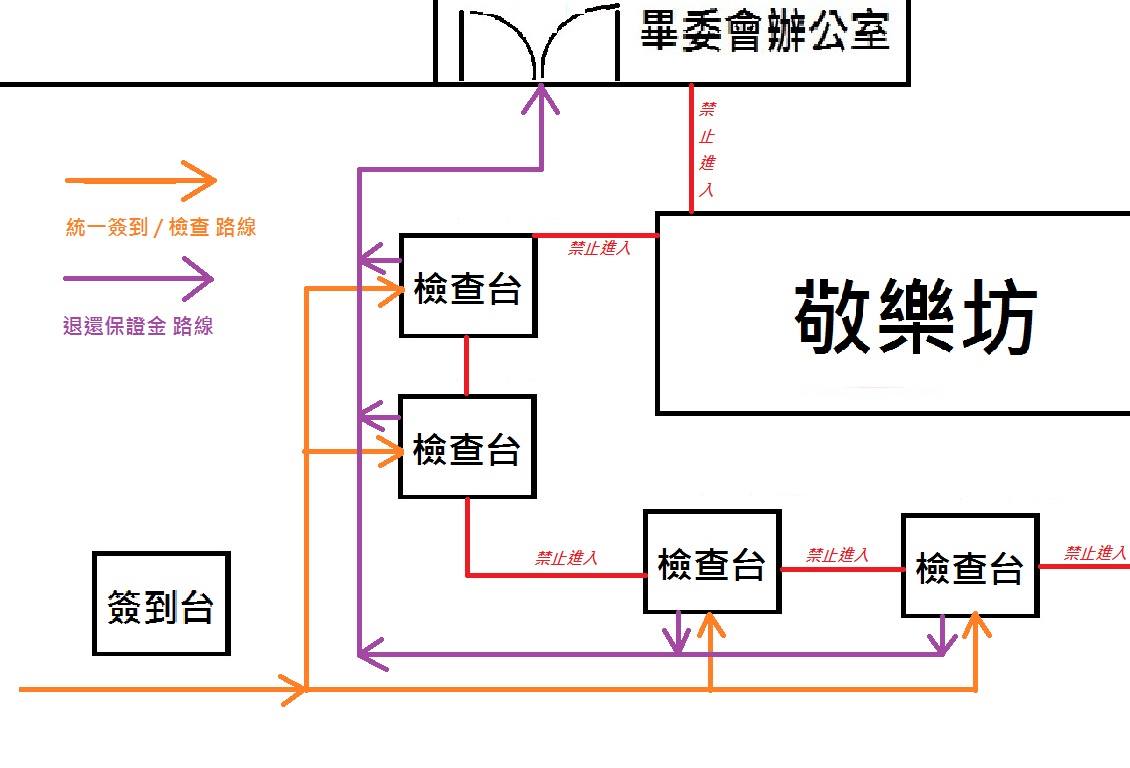 畢委會辦公室
禁
止
進
入
統一簽到 / 檢查 路線
禁止進入
檢查台
退還保證金 路線
敬樂坊
檢查台
禁止進入
禁止進入
禁止進入
檢查台
檢查台
簽到台